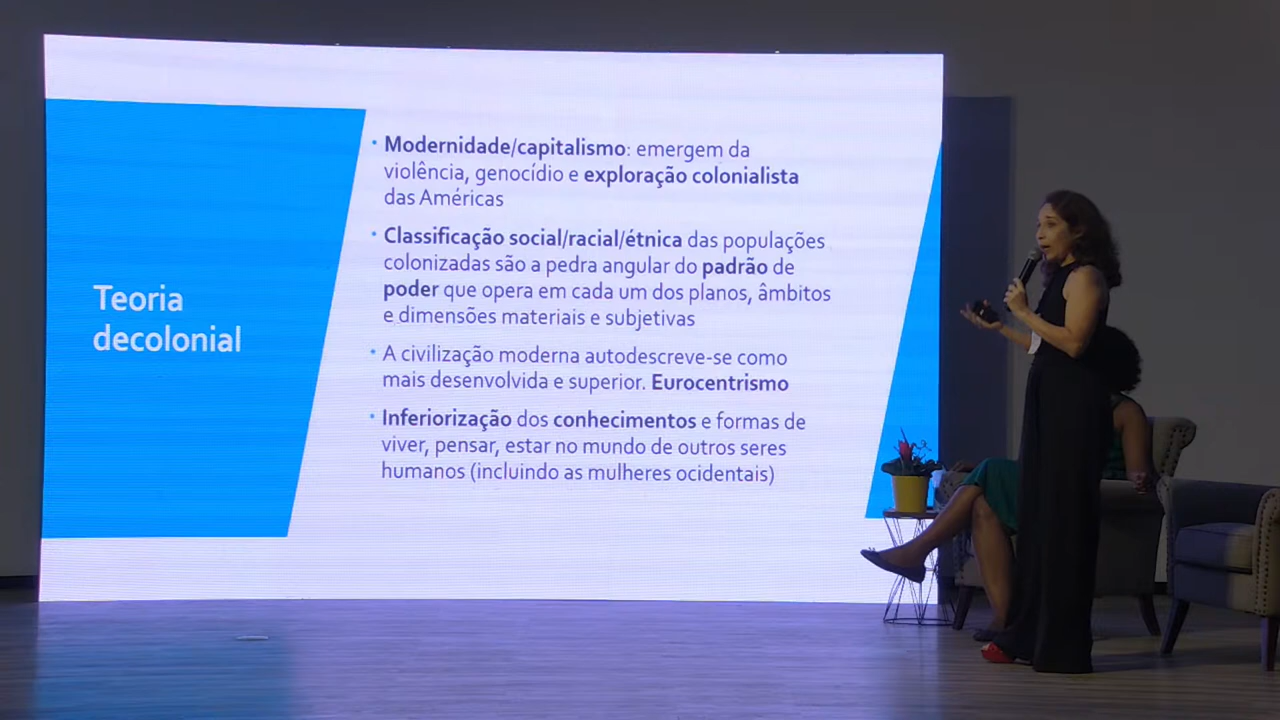 Teoria
decolonial
• Modernidade/capitalismo: emergem da
violência, genocídio e exploração colonialista
das Américas
• Classificação social/racial/étnica das populações
colonizadas são a pedra angular do padrão de
poder que opera em cada um dos planos, âmbitos
e dimensões materiais e subjetivas
• A civilização moderna autodescreve-se como
mais desenvolvida e superior. Eurocentrismo
• Inferiorização dos conhecimentos e formas de
viver, pensar, estar no mundo de outros seres
humanos (incluindo as mulheres ocidentais)